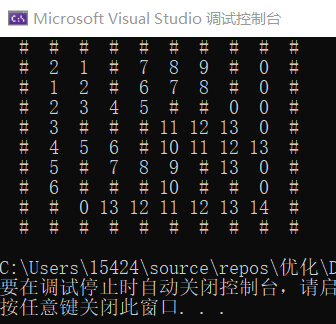 Microsoft Visual Studio 调试控制台
# # # # # # # # # #
# 2 1 # 7 8 9 # 0 #
# 1 2 # 6 7 8 # 0 #
# 2 3 4 5 # # 0 0 #
# 3 # # # 11 12 13 0 #
# 4 5 6 # 10 11 12 13 #
# 5 # 7 8 9 # 13 0 #
# 6 # # # 10 # # 0 #
# # 0 13 12 11 12 13 14 #
# # # # # # # # # #
C:\Users\15424\source\repos\优化\D
要在调试停止时自动关闭控制台，请启
按任意键关闭此窗口. . .